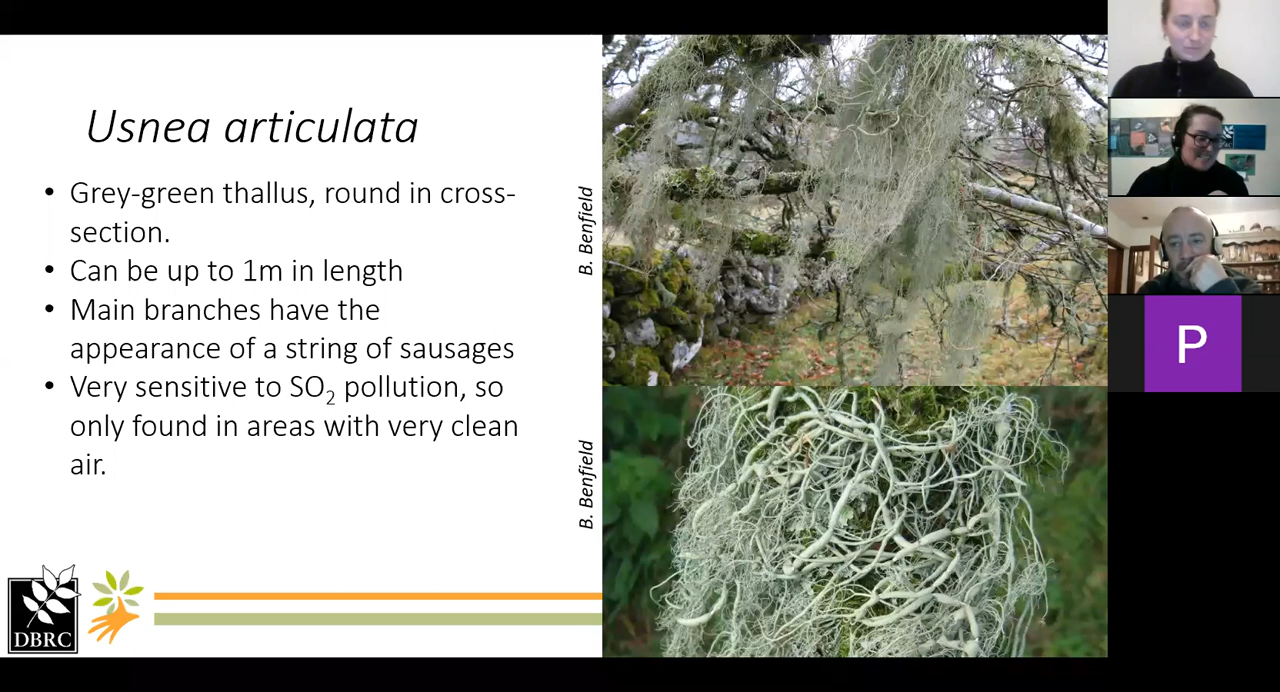 Usnea articulata
• Grey-green thallus, round in cross-
section.
• Can be up to 1m in length
• Main branches have the
appearance of a string of sausages
• Very sensitive to SO₂ pollution, so
only found in areas with very clean
air.
B. Benfield
B. Benfield
DBRC
P